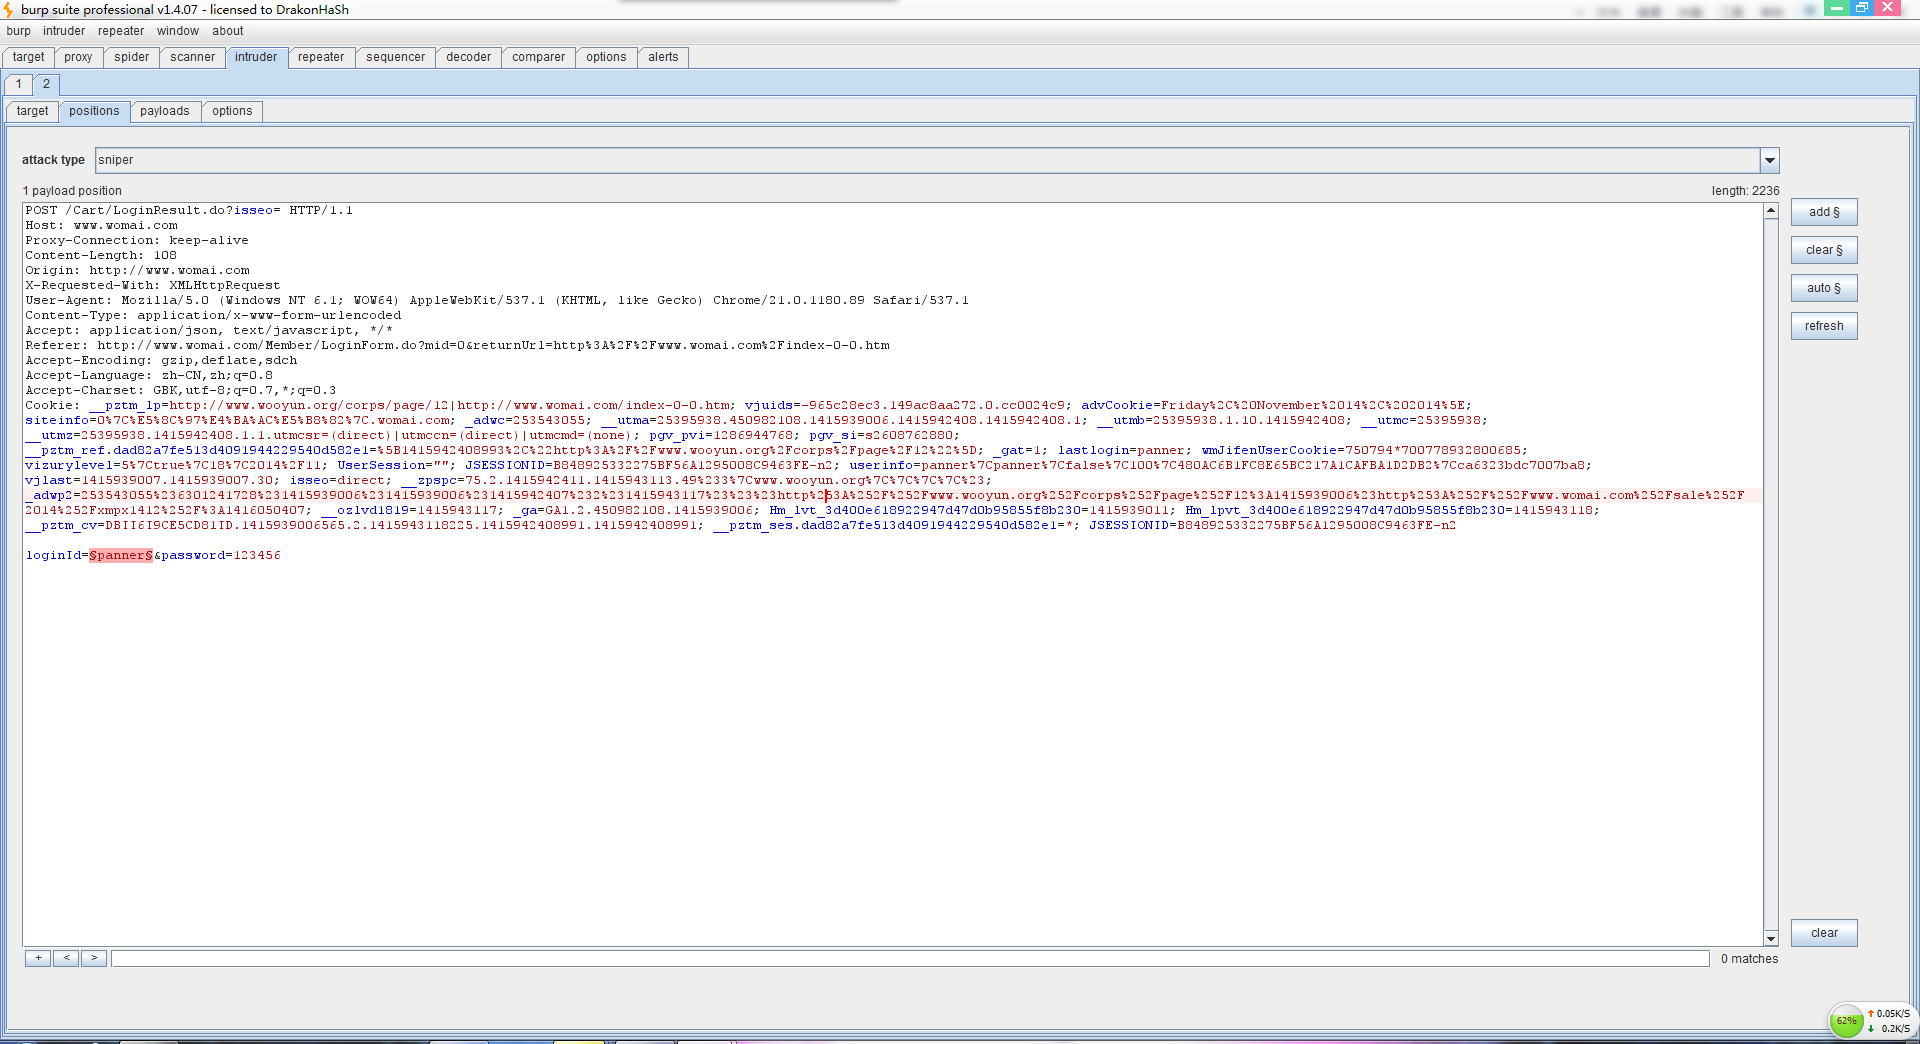 burp suite professional v1.4.07 - licensed to DrakonHaSh
burp intruder repeater window about
target proxy spider scanner intruder repeater sequencer decoder comparer options alerts
1 2
target positions payloads options
attack type sniper
1 payload position length: 2236
POST /Cart/LoginResult.do?isseo= HTTP/1.1
Host: www.womai.com
Proxy-Connection: keep-alive
Content-Length: 108
Origin: http://www.womai.com
X-Requested-With: XMLHttpRequest
User-Agent: Mozilla/5.0 (Windows NT 6.1; WOW64) AppleWebKit/537.1 (KHTML, like Gecko) Chrome/21.0.1180.89 Safari/537.1
Content-Type: application/x-www-form-urlencoded
Accept: application/json, text/javascript, */*
Referer: http://www.womai.com/Member/LoginForm.do?mid=0&returnUrl=http%3A%2F%2Fwww.womai.com%2Findex-0-0.htm
Accept-Encoding: gzip,deflate,sdch
Accept-Language: zh-CN,zh;q=0.8
Accept-Charset: GBK,utf-8;q=0.7,*;q=0.3
Cookie: __pztm_lp=http://www.wooyun.org/corps/page/12|http://www.womai.com/index-0-0.htm; vjuids=-965c28ec3.149ac8aa272.0.cc0024c9; advCookie=Friday%2C%20November%2014%2C%202014%5E;
siteinfo=0%7C%E5%8C%97%E4%BA%AC%E5%B8%82%7C.womai.com; _adwc=253543055; __utma=25395938.450982108.1415939006.1415942408.1415942408.1; __utmb=25395938.1.10.1415942408; __utmc=25395938;
__utmz=25395938.1415942408.1.1.utmcsr=(direct)|utmccn=(direct)|utmcmd=(none); pgv_pvi=1286944768; pgv_si=s2608762880;
__pztm_ref.dad82a7fe513d4091944229540d582e1=%5B1415942408993%2C%22http%3A%2F%2Fwww.wooyun.org%2Fcorps%2Fpage%2F12%22%5D; _gat=1; lastlogin=panner; wmJifenUserCookie=750794*700778932800685;
vizurylevel=5%7Ctrue%7C18%7C2014%2F11; UserSession=""; JSESSIONID=B848925332275BF56A1295008C9463FE-n2; userinfo=panner%7Cpanner%7Cfalse%7C100%7C480AC6B1FC8E65BC217A1CAFBA1D2DB2%7Cca6323bdc7007ba8;
vjlast=1415939007.1415939007.30; isseo=direct; __zpspc=75.2.1415942411.1415943113.49%233%7Cwww.wooyun.org%7C%7C%7C%7C%23;
_adwp2=253543055%236301241728%231415939006%231415939006%231415942407%232%231415943117%23%23%23http%253A%252F%252Fwww.wooyun.org%252Fcorps%252Fpage%252F12%3A1415939006%23http%253A%252F%252Fwww.womai.com%252Fsale%252F
2014%252Fxmpx1412%252F%3A1416050407; __ozlvd1819=1415943117; _ga=GA1.2.450982108.1415939006; Hm_lvt_3d400e618922947d47d0b95855f8b230=1415939011; Hm_lpvt_3d400e618922947d47d0b95855f8b230=1415943118;
__pztm_cv=DBII6I9CE5CD81ID.1415939006565.2.1415943118225.1415942408991.1415942408991; __pztm_ses.dad82a7fe513d4091944229540d582e1=*; JSESSIONID=B848925332275BF56A1295008C9463FE-n2
loginId=§panner§&password=123456
add §
clear §
auto §
refresh
clear
+ < > 0 matches
62% 0.05K/S
0.2K/S